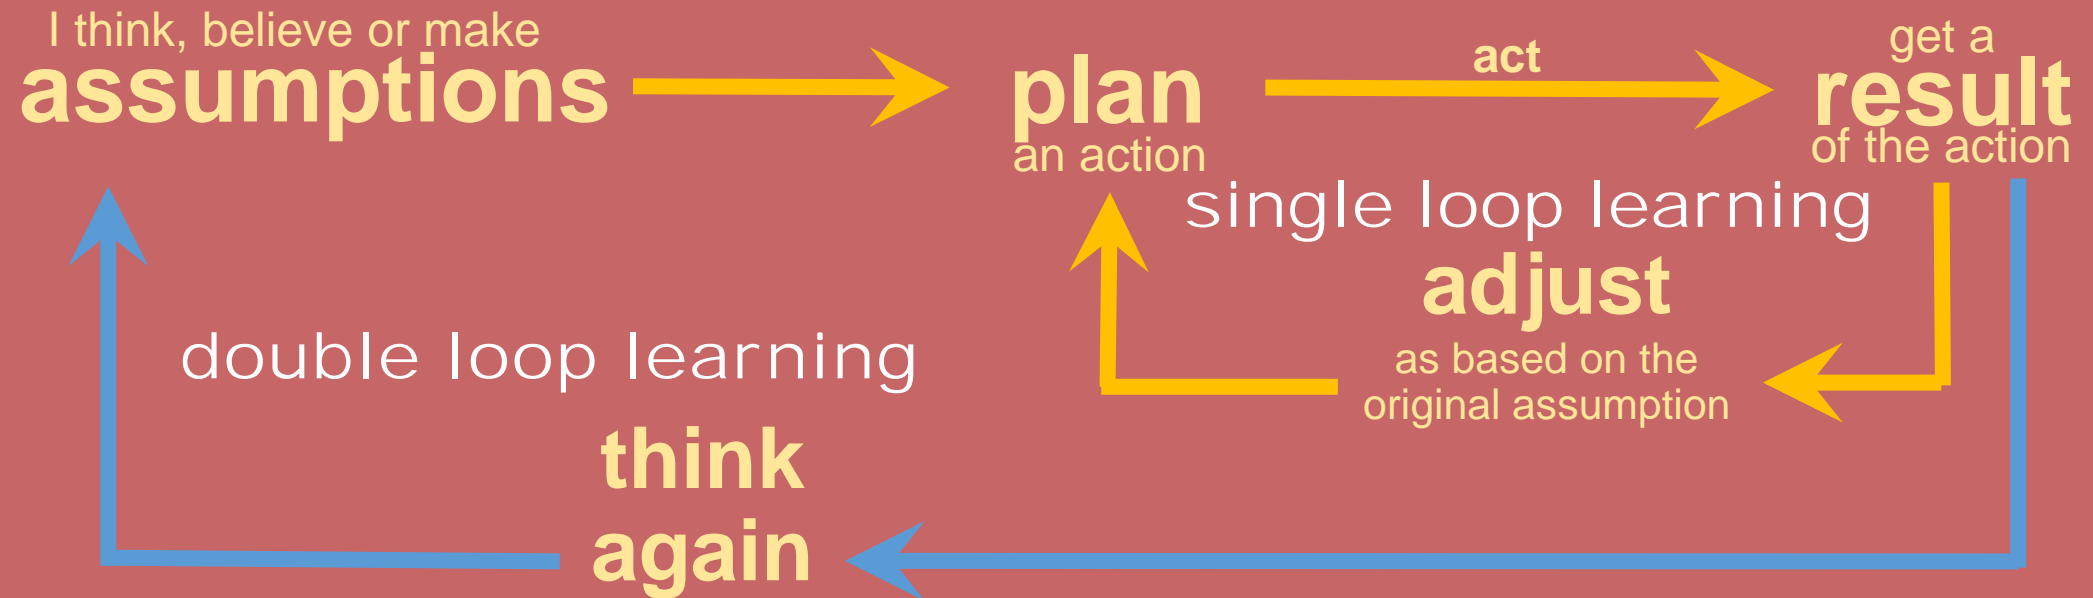 I think, believe or make
assumptions
plan
an action
act
get a
result
of the action
single loop learning
adjust
as based on the
original assumption
double loop learning
think
again